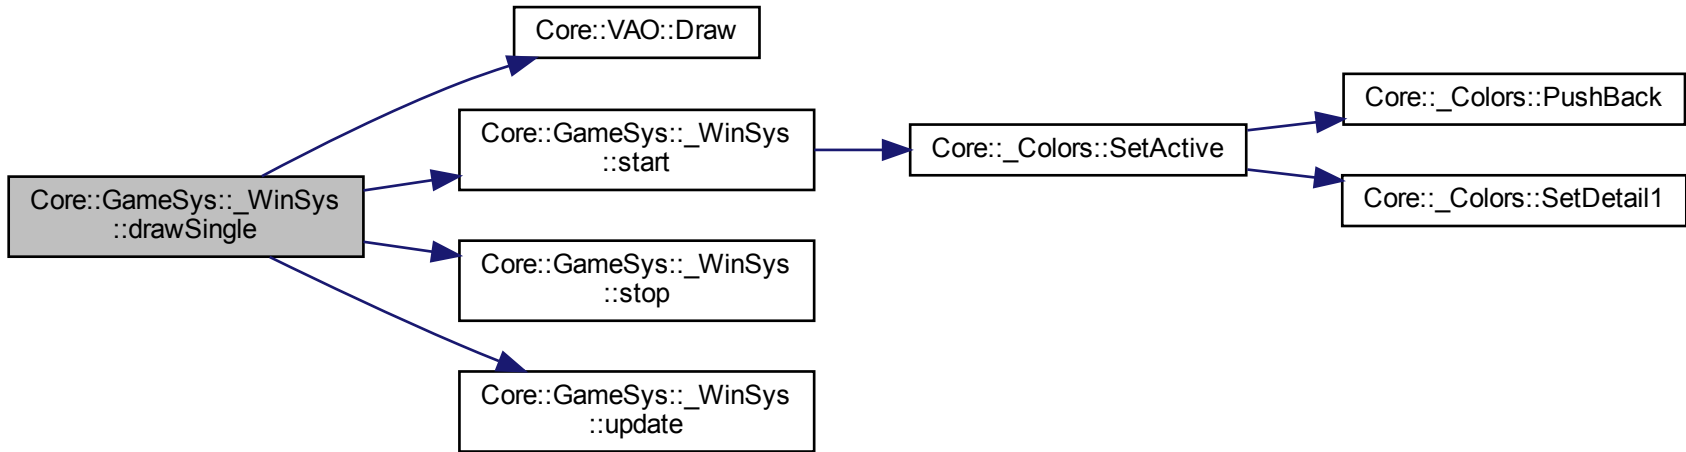 Core::VAO::Draw
Core::GameSys::_WinSys
::start
Core::_Colors::SetActive
Core::_Colors::PushBack
Core::_Colors::SetDetail1
Core::GameSys::_WinSys
::drawSingle
Core::GameSys::_WinSys
::stop
Core::GameSys::_WinSys
::update